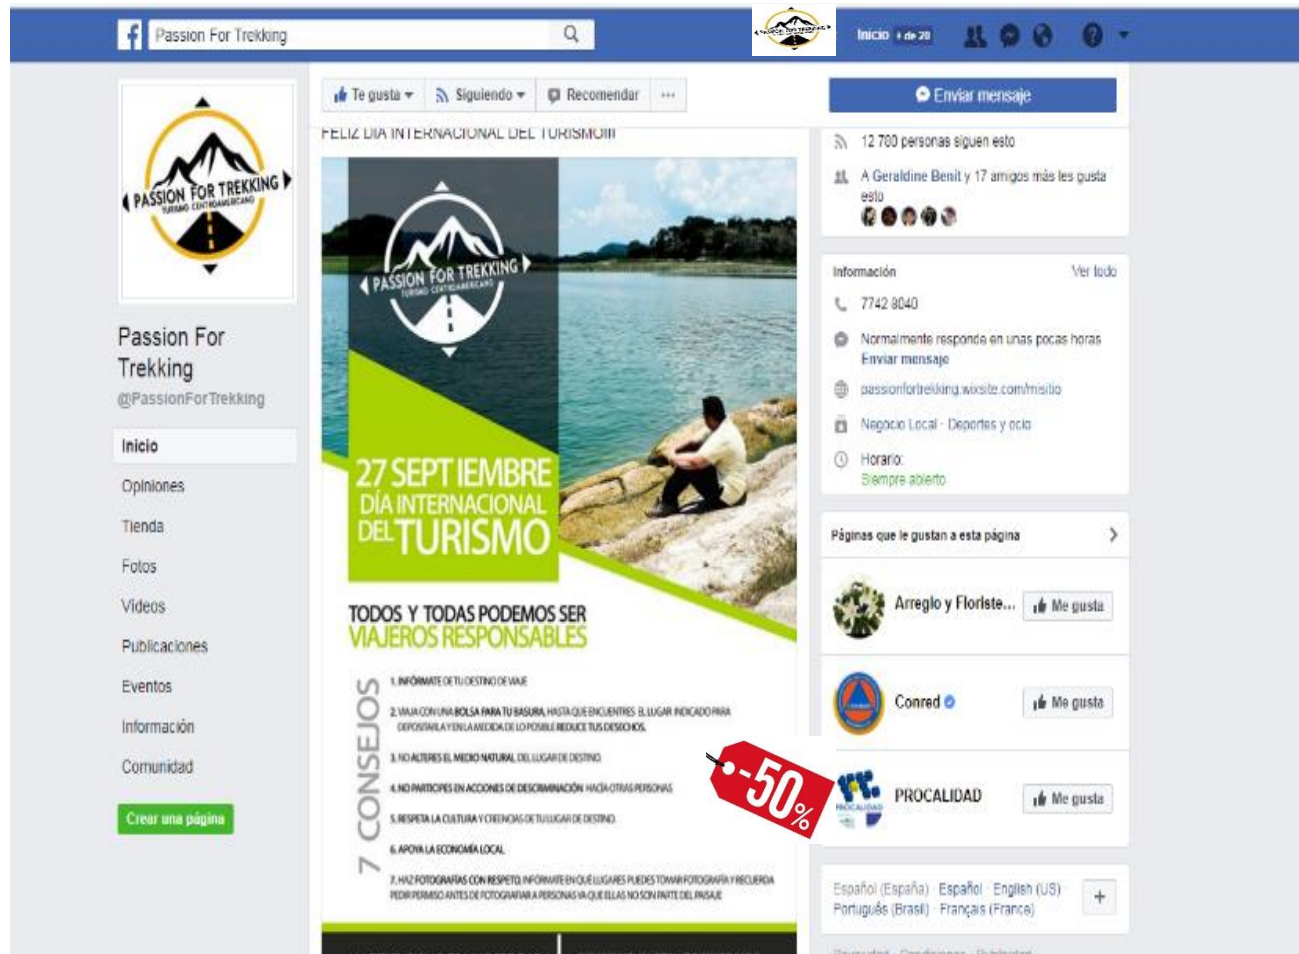 Passion For Trekking
Inicio
de 20
PASSION FOR TREKKING
TURISMO CENTROAMERICANO
Passion For
Trekking
@PassionForTrekking
Inicio
Opiniones
Tienda
Fotos
Videos
Publicaciones
Eventos
Información
Comunidad
Crear una página
Te gusta
Siguiendo
Recomendar
FELIZ DIA INTERNACIONAL DEL TURISMO!!!
PASSION FOR TREKKING
TURISMO CENTROAMERICANO
27 SEPTIEMBRE
DÍA INTERNACIONAL
DEL TURISMO
TODOS Y TODAS PODEMOS SER
VIAJEROS RESPONSABLES
7 CONSEJOS
1. INFÓRMATE DE TU DESTINO DE VIAJE
2. VIAJA CON UNA BOLSA PARA TU BASURA, HASTA QUE ENCUENTRES EL LUGAR INDICADO PARA
DEPOSITARLA Y EN LA MEDIDA DE LO POSIBLE REDUCE TUS DESECHOS.
3. NO ALTERES EL MEDIO NATURAL DEL LUGAR DE DESTINO.
4. NO PARTICIPES EN ACCIONES DE DESCRIMINACIÓN HACÍA OTRAS PERSONAS
5. RESPETA LA CULTURA Y CREENCIAS DE TU LUGAR DE DESTINO.
6. APOYA LA ECONOMÍA LOCAL
7. HAZ FOTOGRAFÍAS CON RESPETO, INFÓRMATE EN QUÉ LUGARES PUEDES TOMAR FOTOGRAFÍA Y RECUERDA
PEDIR PERMISO ANTES DE FOTOGRAFIAR A PERSONAS YA QUE ELLAS NO SON PARTE DEL PAISAJE
-50%
Enviar mensaje
12 780 personas siguen esto
A Geraldine Benit y 17 amigos más les gusta
esto
Información
Ver todo
7742 8040
Normalmente responde en unas pocas horas
Enviar mensaje
passionfortrekking.wixsite.com/misitio
Negocio Local · Deportes y ocio
Horario:
Siempre abierto
Páginas que le gustan a esta página
Arreglo y Floriste...
Me gusta
Conred
Me gusta
PROCALIDAD
PROCALIDAD
Me gusta
Español (España) · Español · English (US) ·
Português (Brasil) · Français (France)